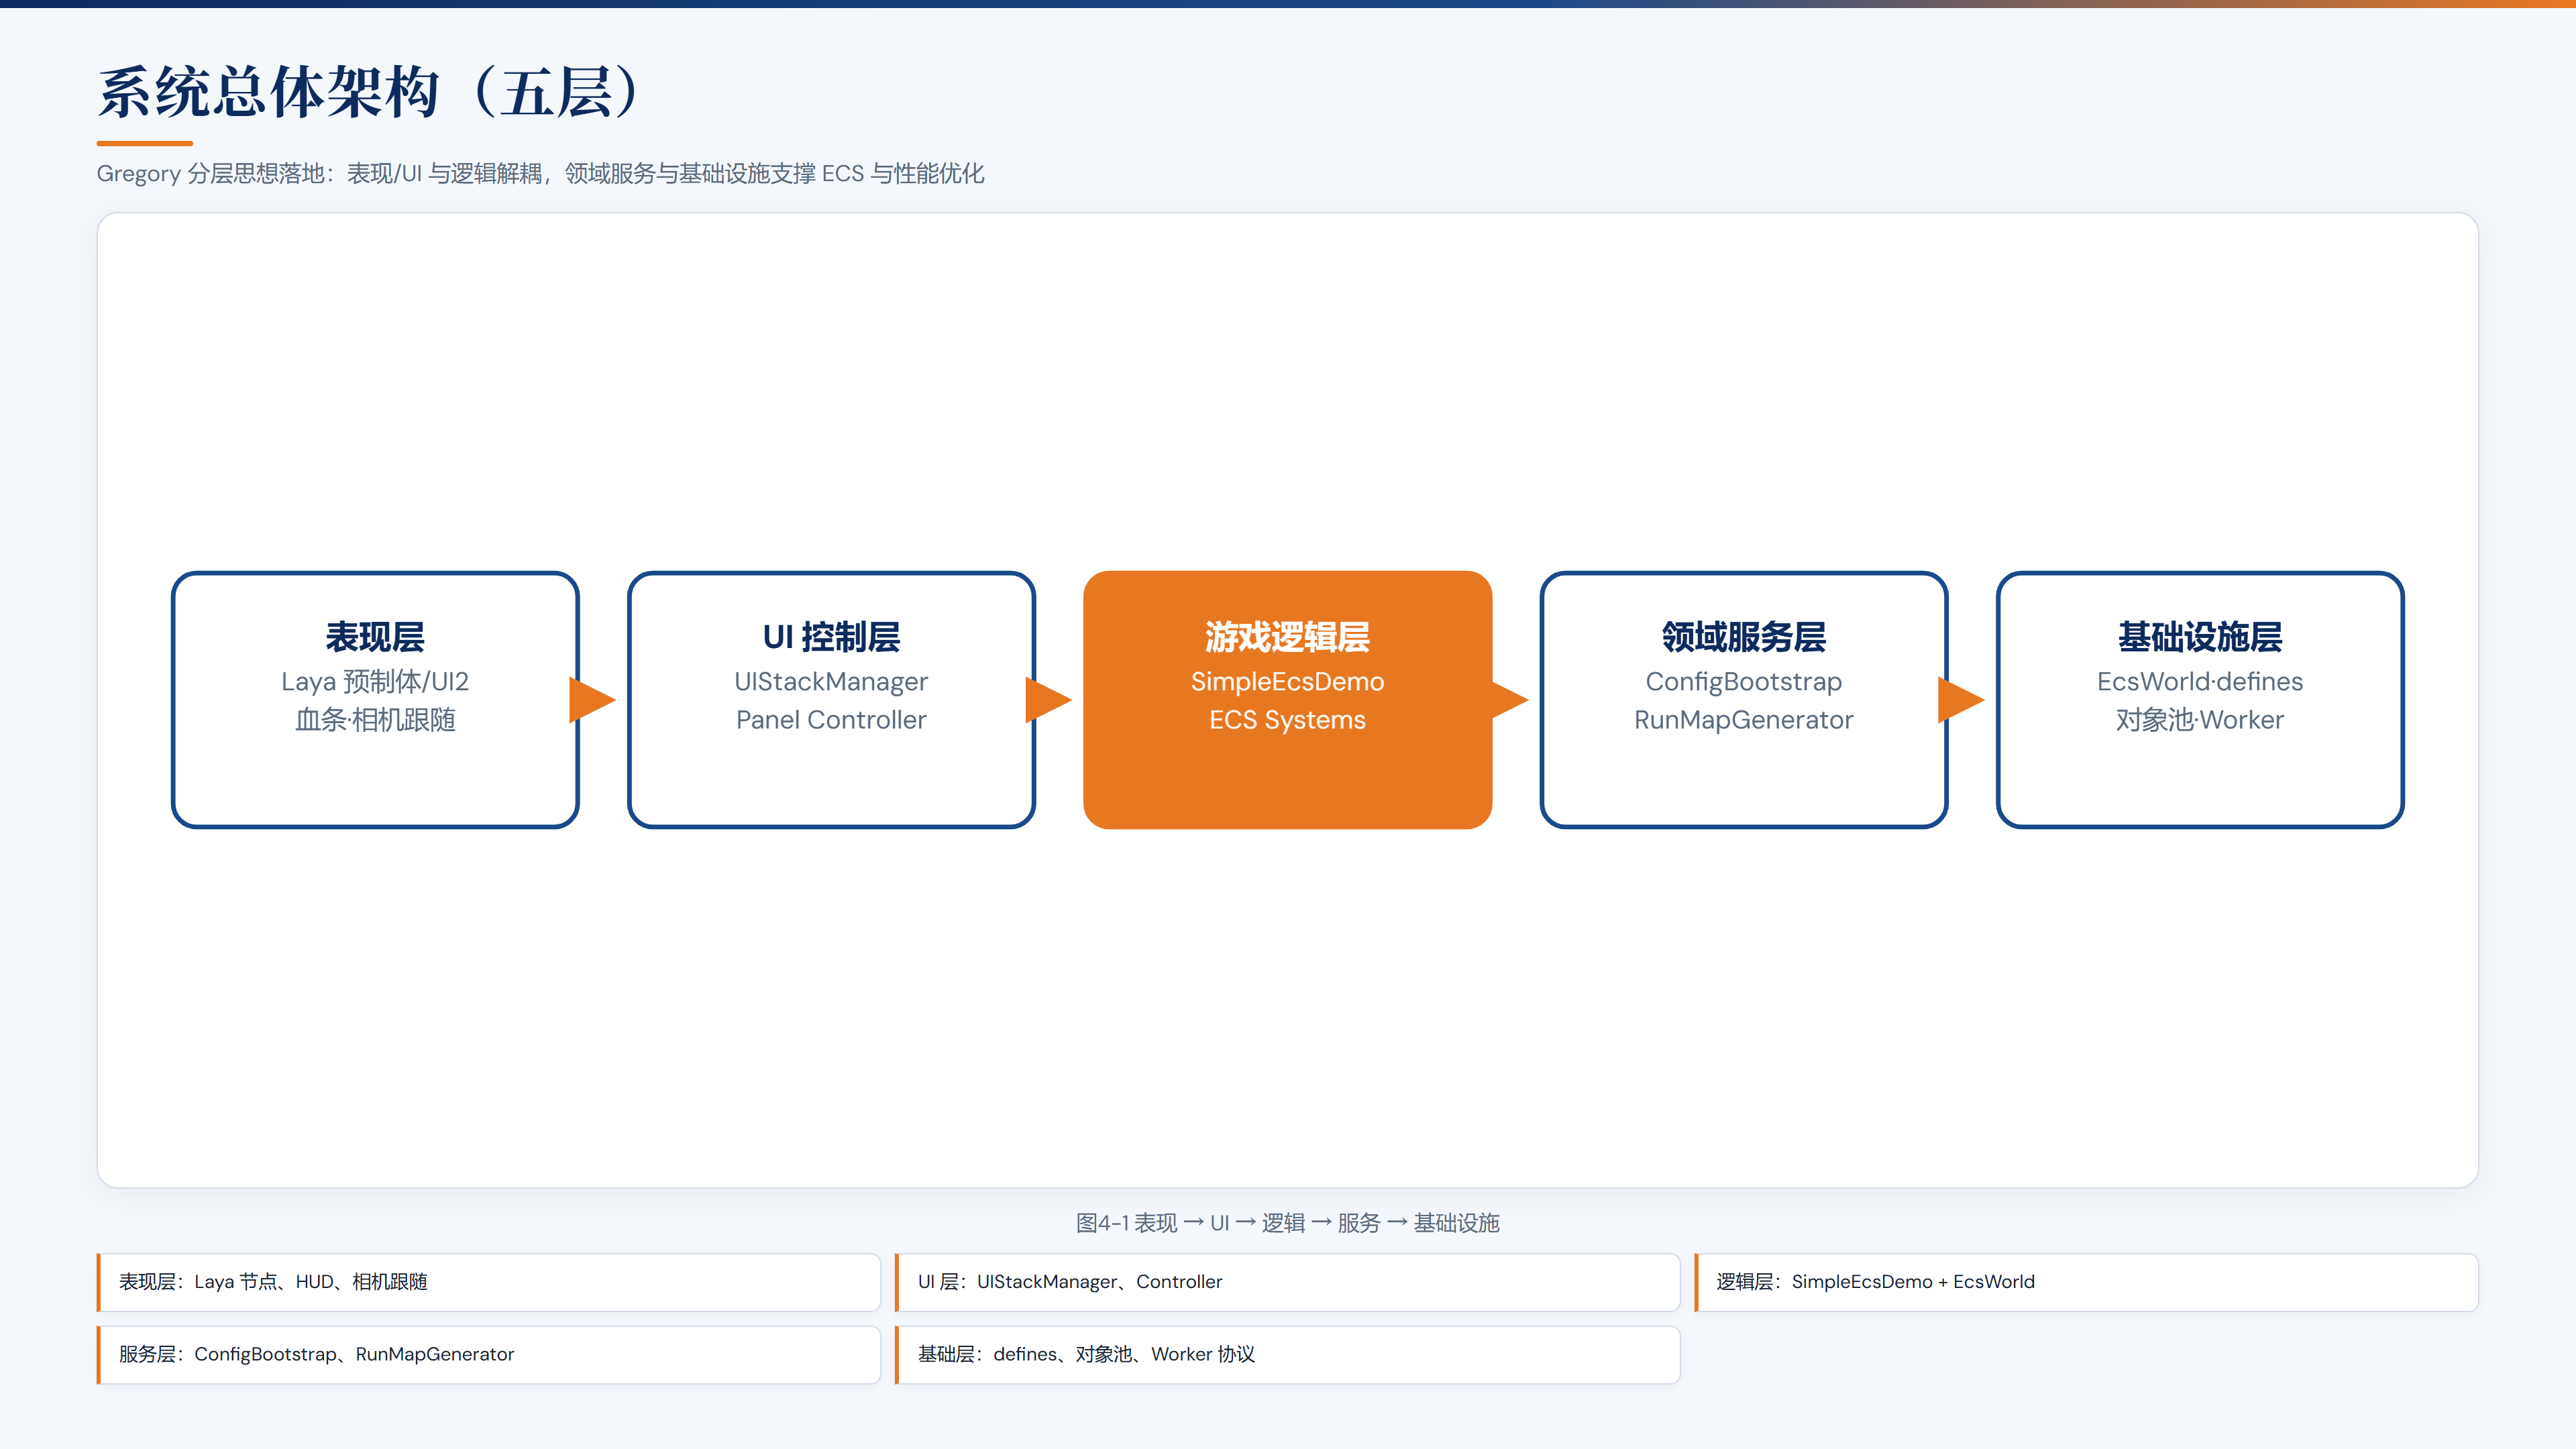 系统总体架构（五层）
Gregory 分层思想落地：表现/UI 与逻辑解耦，领域服务与基础设施支撑 ECS 与性能优化
表现层
Laya 预制体/UI2
血条·相机跟随
UI 控制层
UIStackManager
Panel Controller
游戏逻辑层
SimpleEcsDemo
ECS Systems
领域服务层
ConfigBootstrap
RunMapGenerator
基础设施层
EcsWorld·defines
对象池·Worker
图4-1 表现 → UI → 逻辑 → 服务 → 基础设施
表现层：Laya 节点、HUD、相机跟随
UI 层：UIStackManager、Controller
逻辑层：SimpleEcsDemo + EcsWorld
服务层：ConfigBootstrap、RunMapGenerator
基础层：defines、对象池、Worker 协议